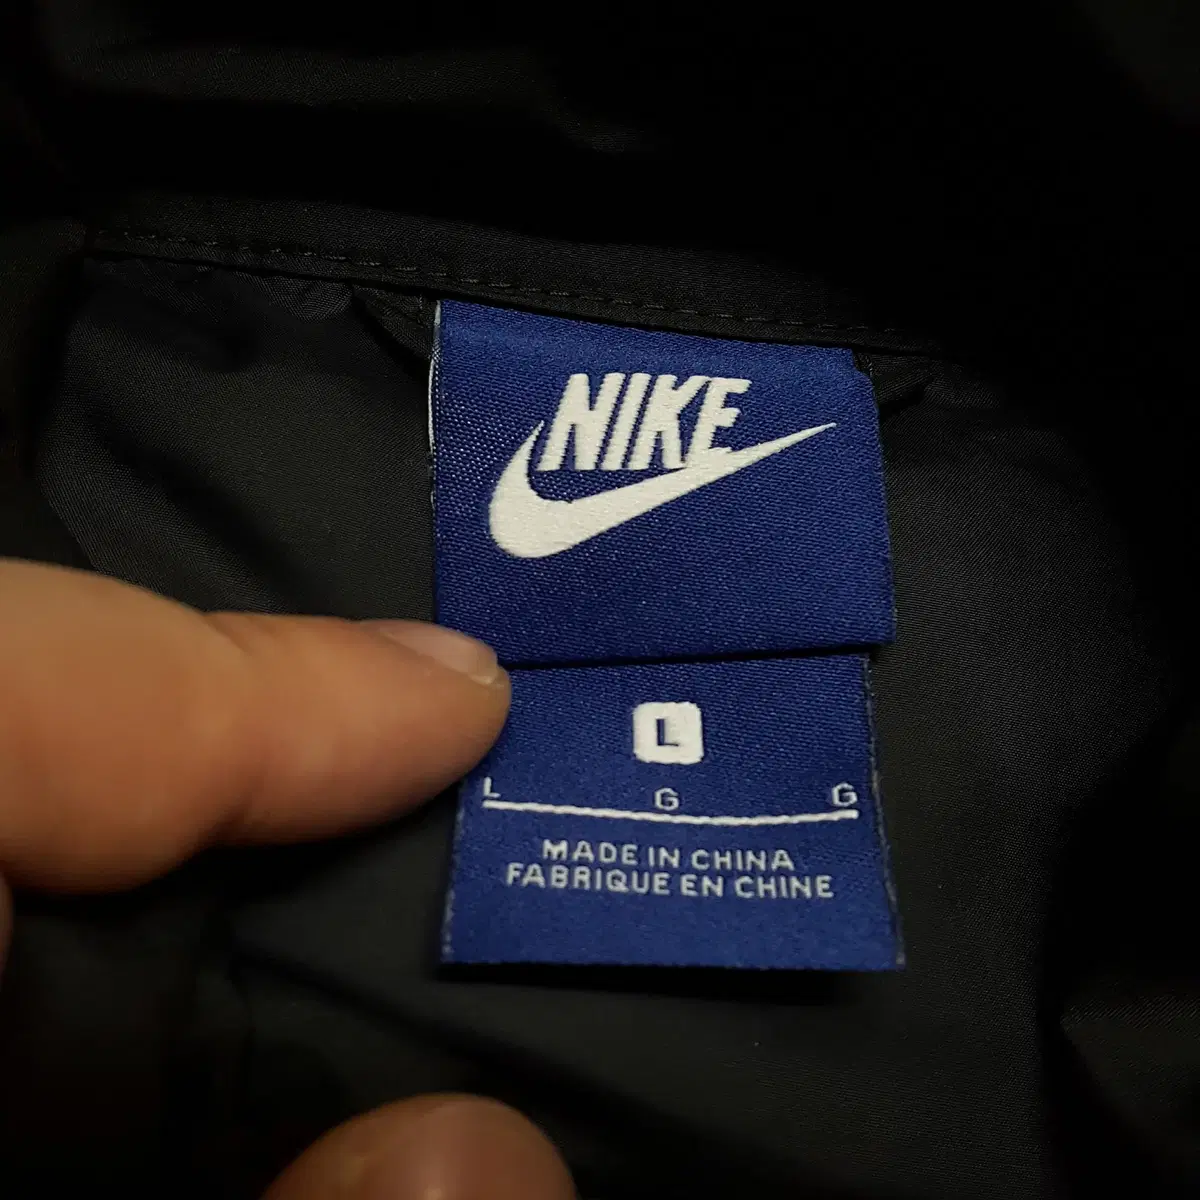 NIKE
L
L G G
MADE IN CHINA
FABRIQUE EN CHINE